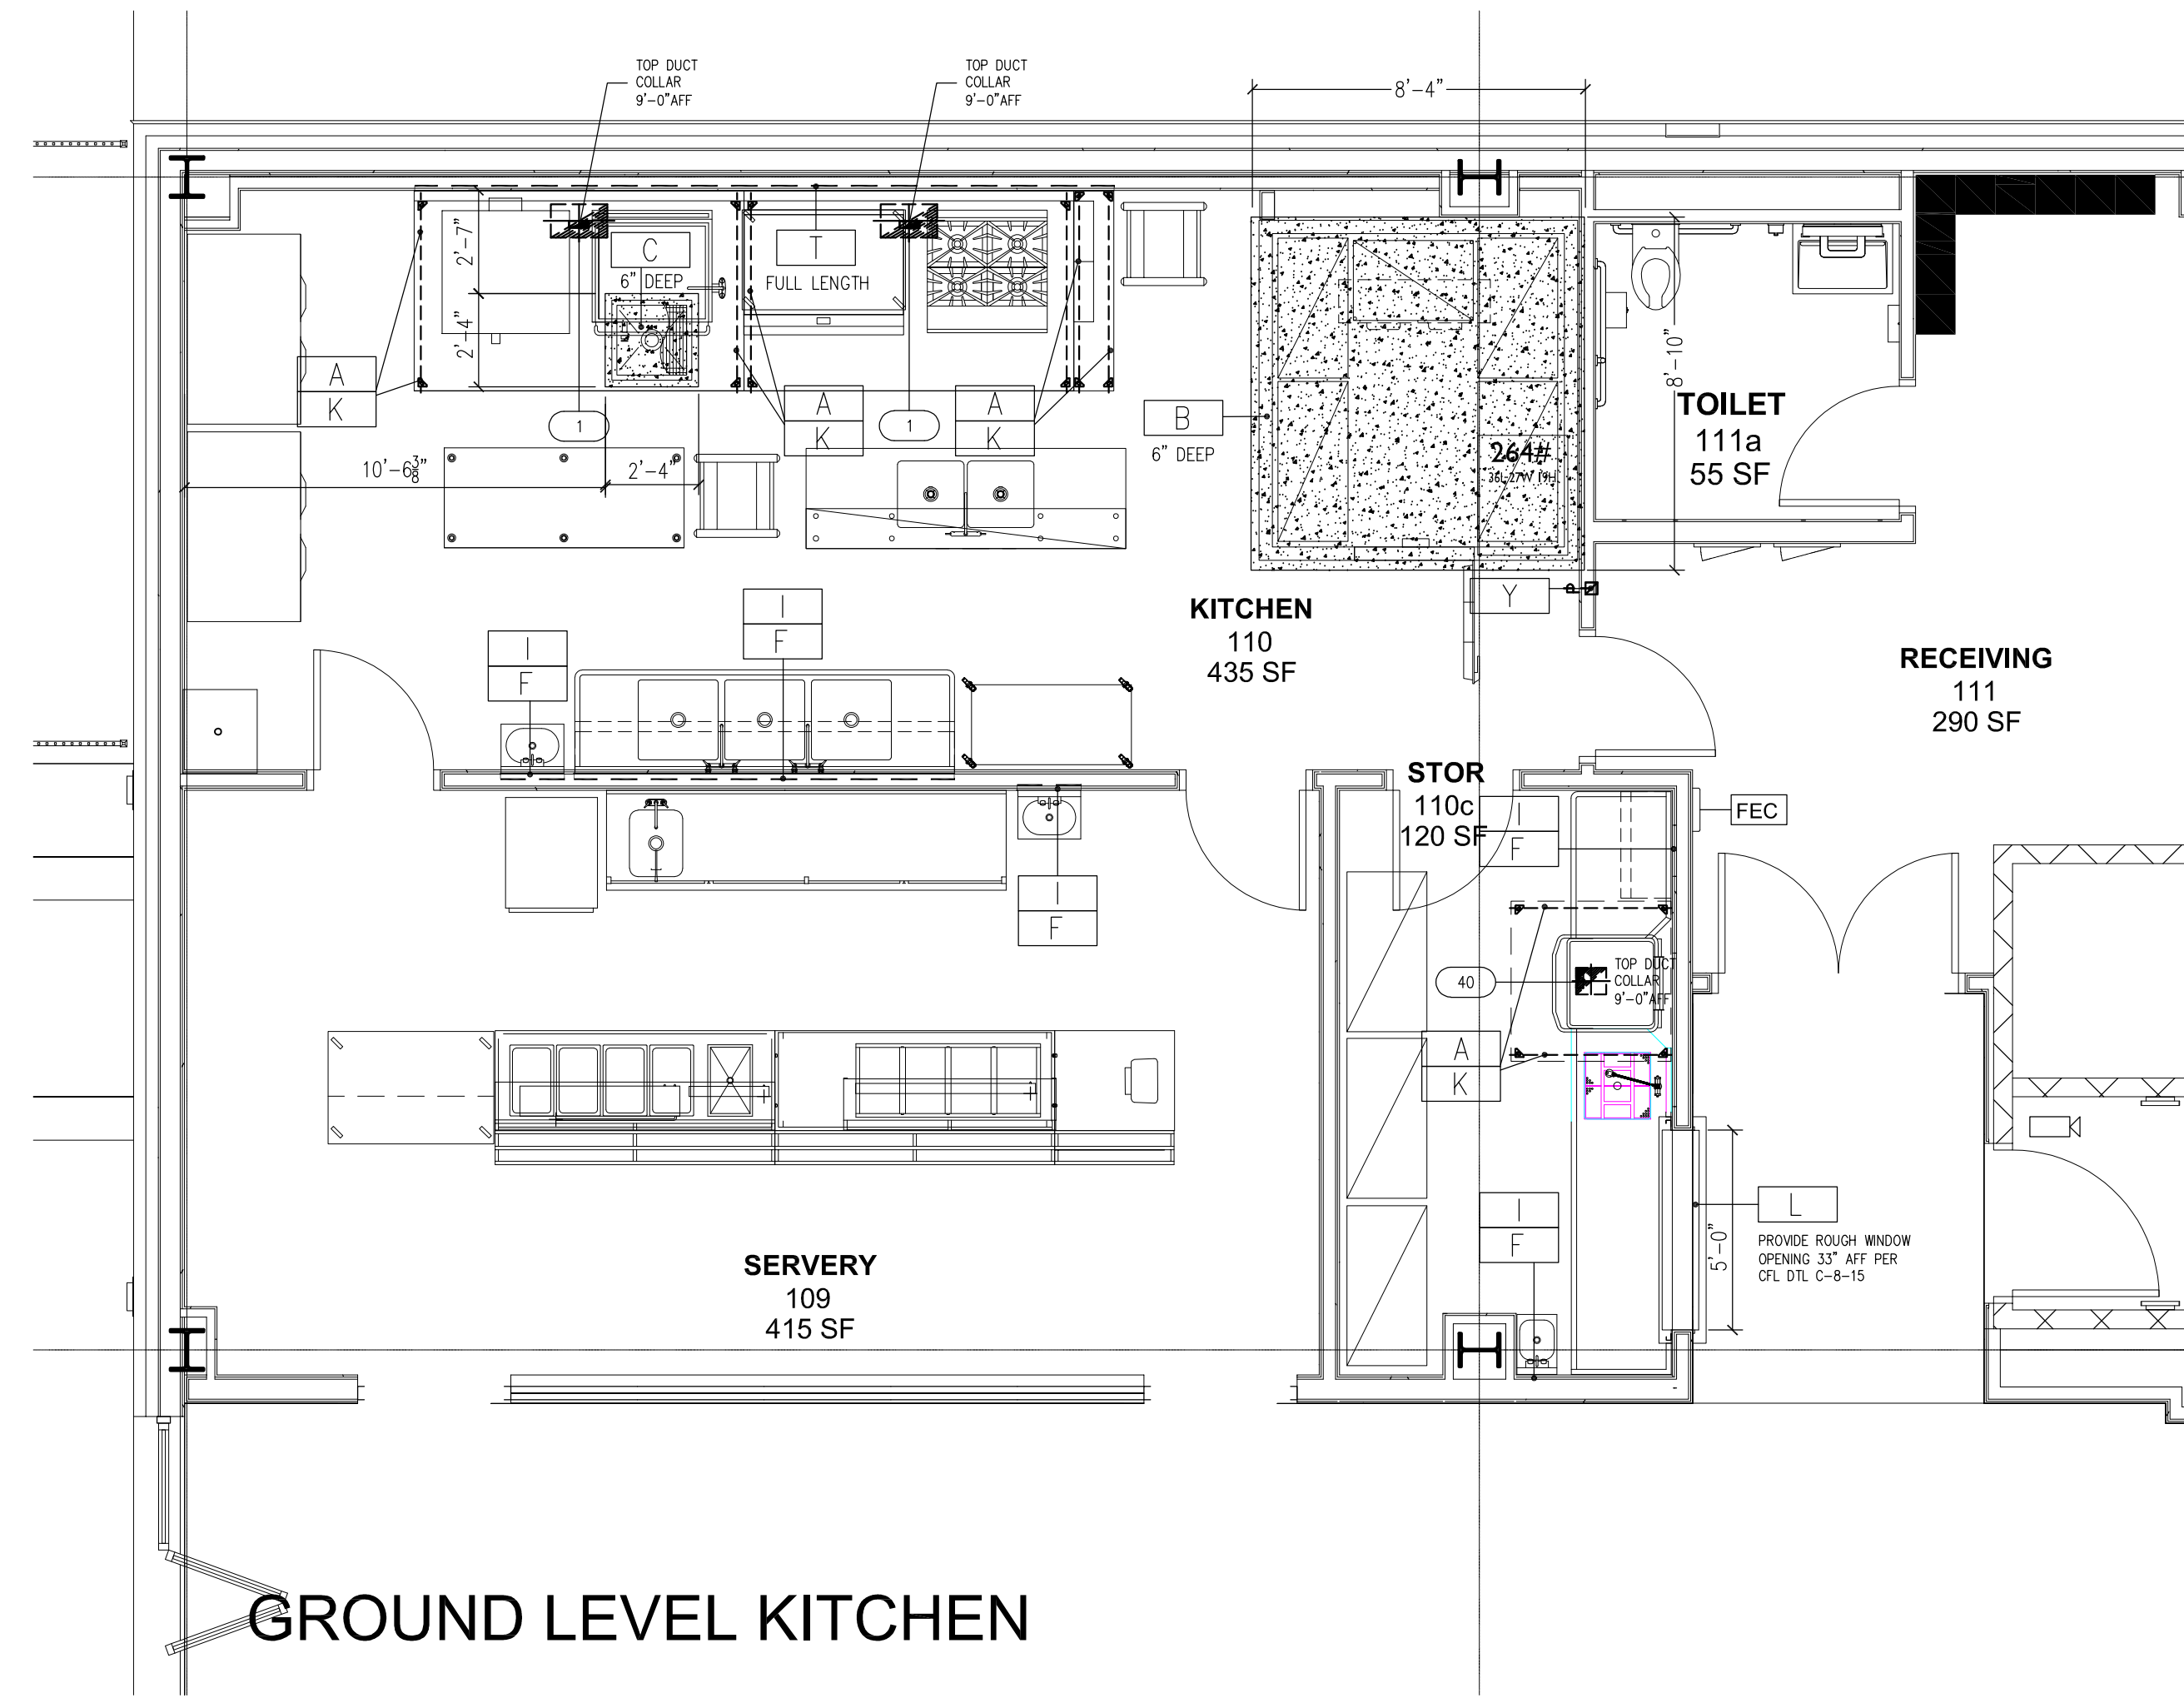 TOP DUCT
COLLAR
9'-0"AFF
TOP DUCT
COLLAR
9'-0"AFF
8'-4"
2'-7"
C
6" DEEP
T
FULL LENGTH
2'-4"
A
K
1
A
K
1
A
K
B
6" DEEP
8'-10"
TOILET
111a
55 SF
264#
36L 27W 19H
10'-6 3/8"
2'-4"
Y
I
F
I
F
KITCHEN
110
435 SF
RECEIVING
111
290 SF
STOR
110c
120 SF
I
F
FEC
I
F
40
TOP DUCT
COLLAR
9'-0"AFF
A
K
I
F
L
5'-0"
PROVIDE ROUGH WINDOW
OPENING 33" AFF PER
CFL DTL C-8-15
SERVERY
109
415 SF
GROUND LEVEL KITCHEN